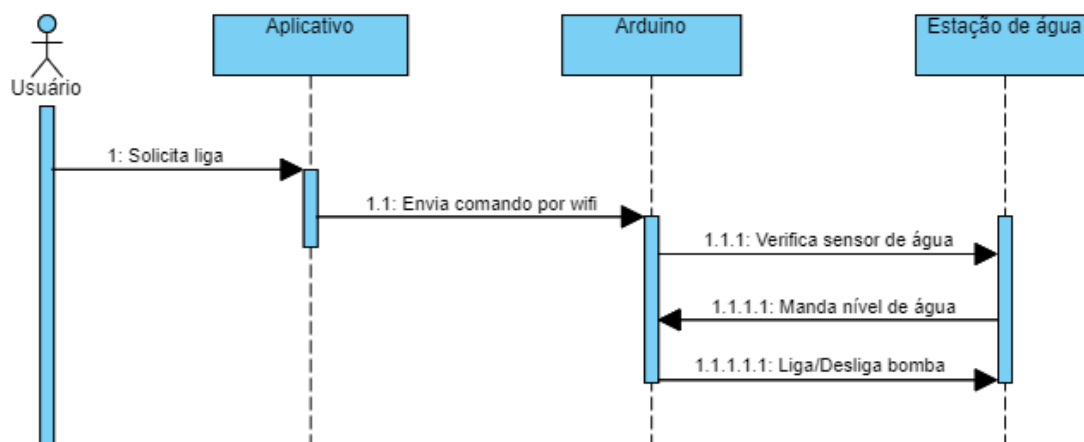 Aplicativo
Arduino
Estação de água
Usuário
1: Solicita liga
1.1: Envia comando por wifi
1.1.1: Verifica sensor de água
1.1.1.1: Manda nível de água
1.1.1.1.1: Liga/Desliga bomba